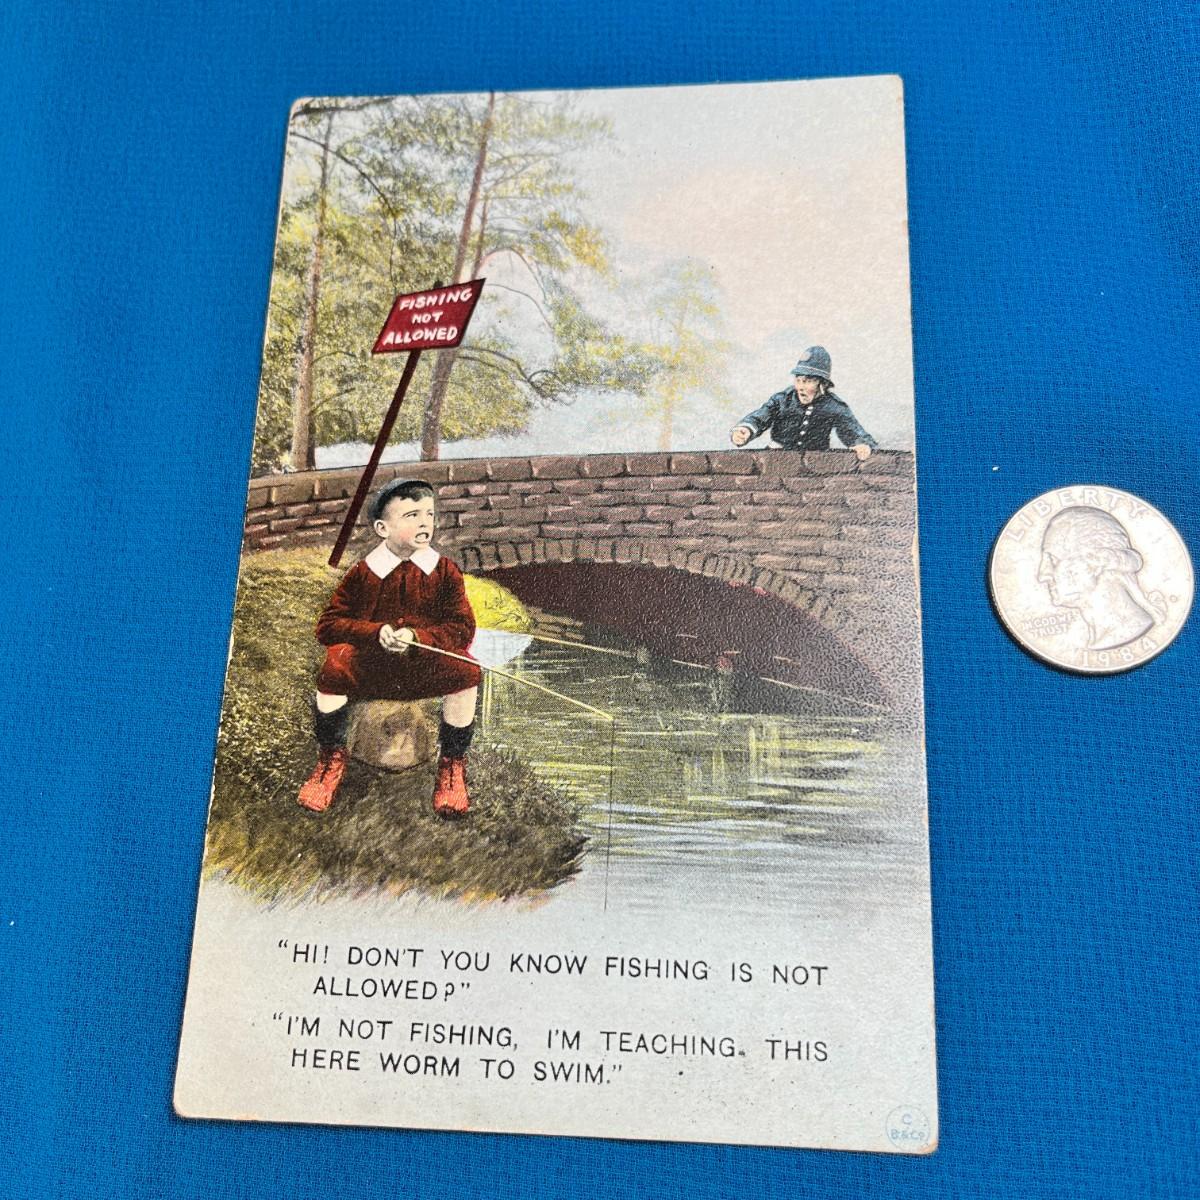 FISHING
NOT
ALLOWED
"HI! DON'T YOU KNOW FISHING IS NOT
ALLOWED?"
"I'M NOT FISHING, I'M TEACHING. THIS
HERE WORM TO SWIM."
C
B & Co
LIBERTY
IN GOD WE
TRUST
1984